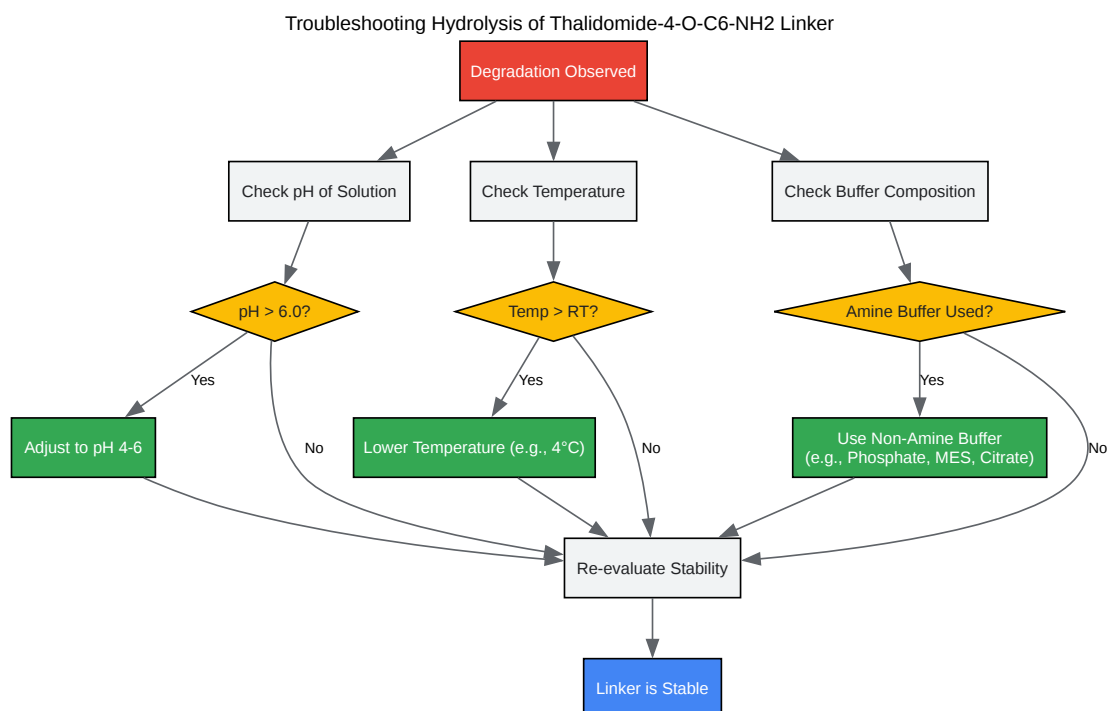 Troubleshooting Hydrolysis of Thalidomide-4-O-C6-NH2 Linker
Degradation Observed
Check pH of Solution
Check Temperature
Check Buffer Composition
pH > 6.0?
Temp > RT?
Amine Buffer Used?
Yes
Yes
Yes
Adjust to pH 4-6
No
Lower Temperature (e.g., 4°C)
No
Use Non-Amine Buffer
(e.g., Phosphate, MES, Citrate)
No
Re-evaluate Stability
Linker is Stable